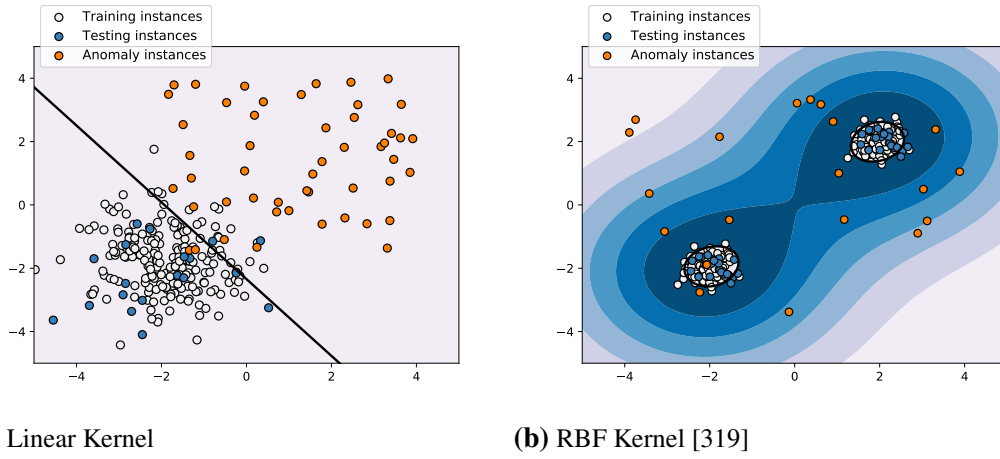 Training instances
Testing instances
Anomaly instances
4
2
0
−2
−4
−4 −2 0 2 4
Linear Kernel
Training instances
Testing instances
Anomaly instances
4
2
0
−2
−4
−4 −2 0 2 4
(b) RBF Kernel [319]